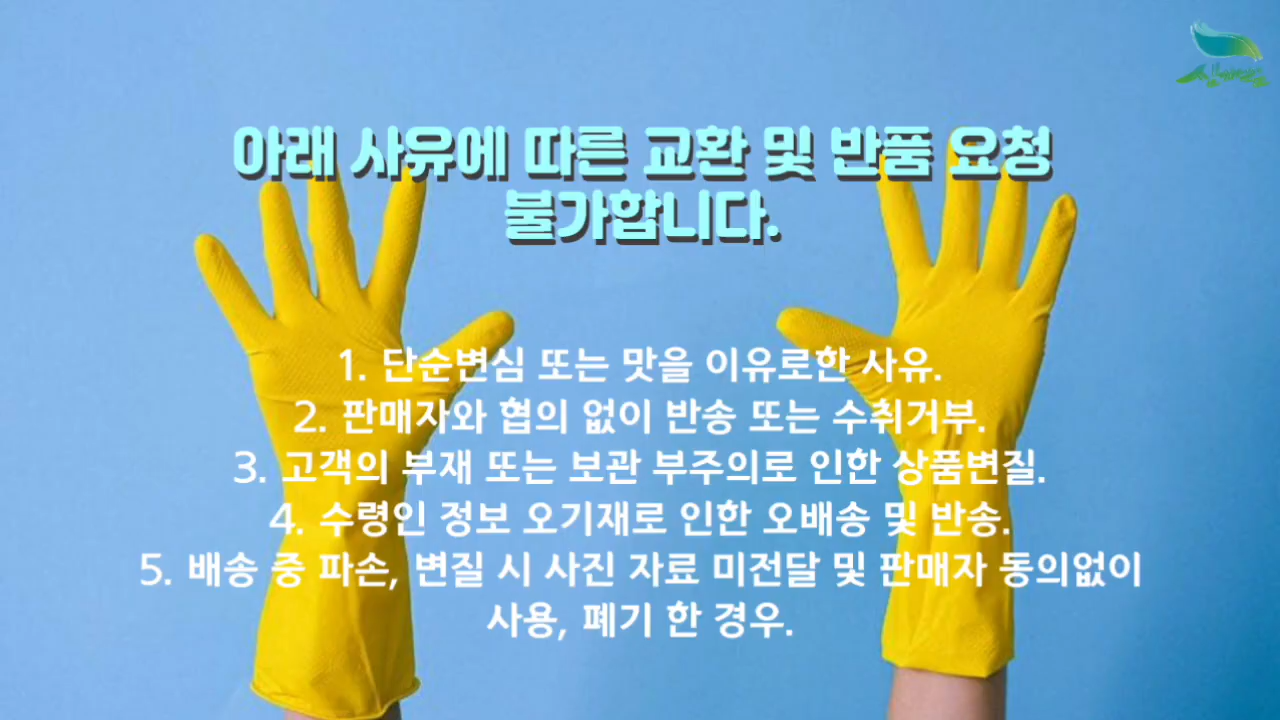 아래 사유에 따른 교환 및 반품 요청
불가합니다.
1. 단순변심 또는 맛을 이유로한 사유.
2. 판매자와 협의 없이 반송 또는 수취거부.
3. 고객의 부재 또는 보관 부주의로 인한 상품변질.
4. 수령인 정보 오기재로 인한 오배송 및 반송.
5. 배송 중 파손, 변질 시 사진 자료 미전달 및 판매자 동의없이
사용, 폐기 한 경우.